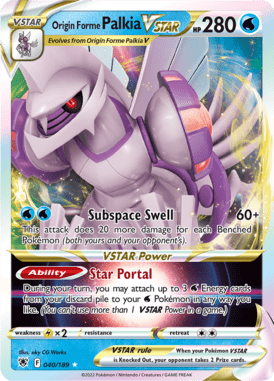 VSTAR Origin Forme Palkia VSTAR HP 280
Evolves from Origin Forme Palkia V
Subspace Swell 60+
This attack does 20 more damage for each Benched
Pokémon (both yours and your opponent's).
VSTAR Power
Ability Star Portal
During your turn, you may attach up to 3 Energy cards
from your discard pile to your Pokémon in any way you
like. (You can't use more than 1 VSTAR Power in a game.)
weakness ×2 resistance retreat
Illus. aky CG Works
VSTAR rule When your Pokémon VSTAR
is Knocked Out, your opponent takes 2 Prize cards.
F 040/189
©2022 Pokémon / Nintendo / Creatures / GAME FREAK